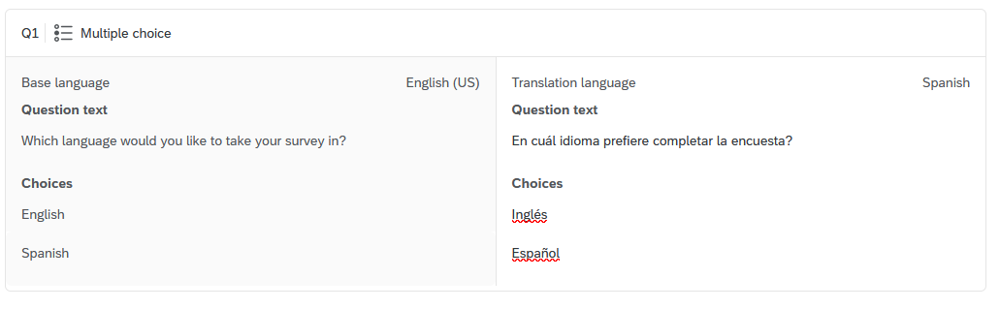 Q1 Multiple choice
Base language English (US)
Question text
Which language would you like to take your survey in?
Choices
English
Spanish
Translation language Spanish
Question text
En cuál idioma prefiere completar la encuesta?
Choices
Inglés
Español